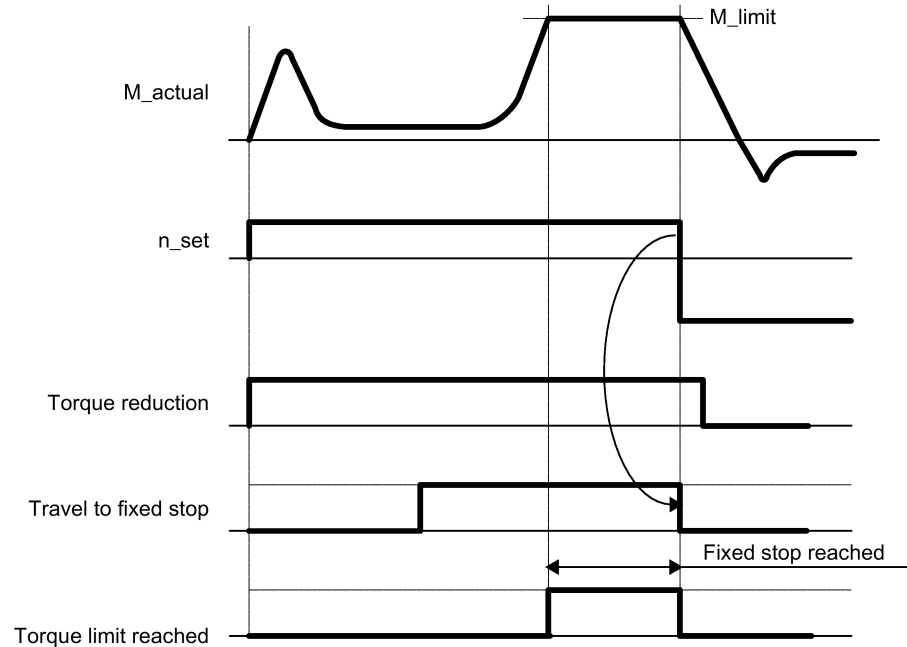 M_limit
M_actual
n_set
Torque reduction
Travel to fixed stop
Fixed stop reached
Torque limit reached